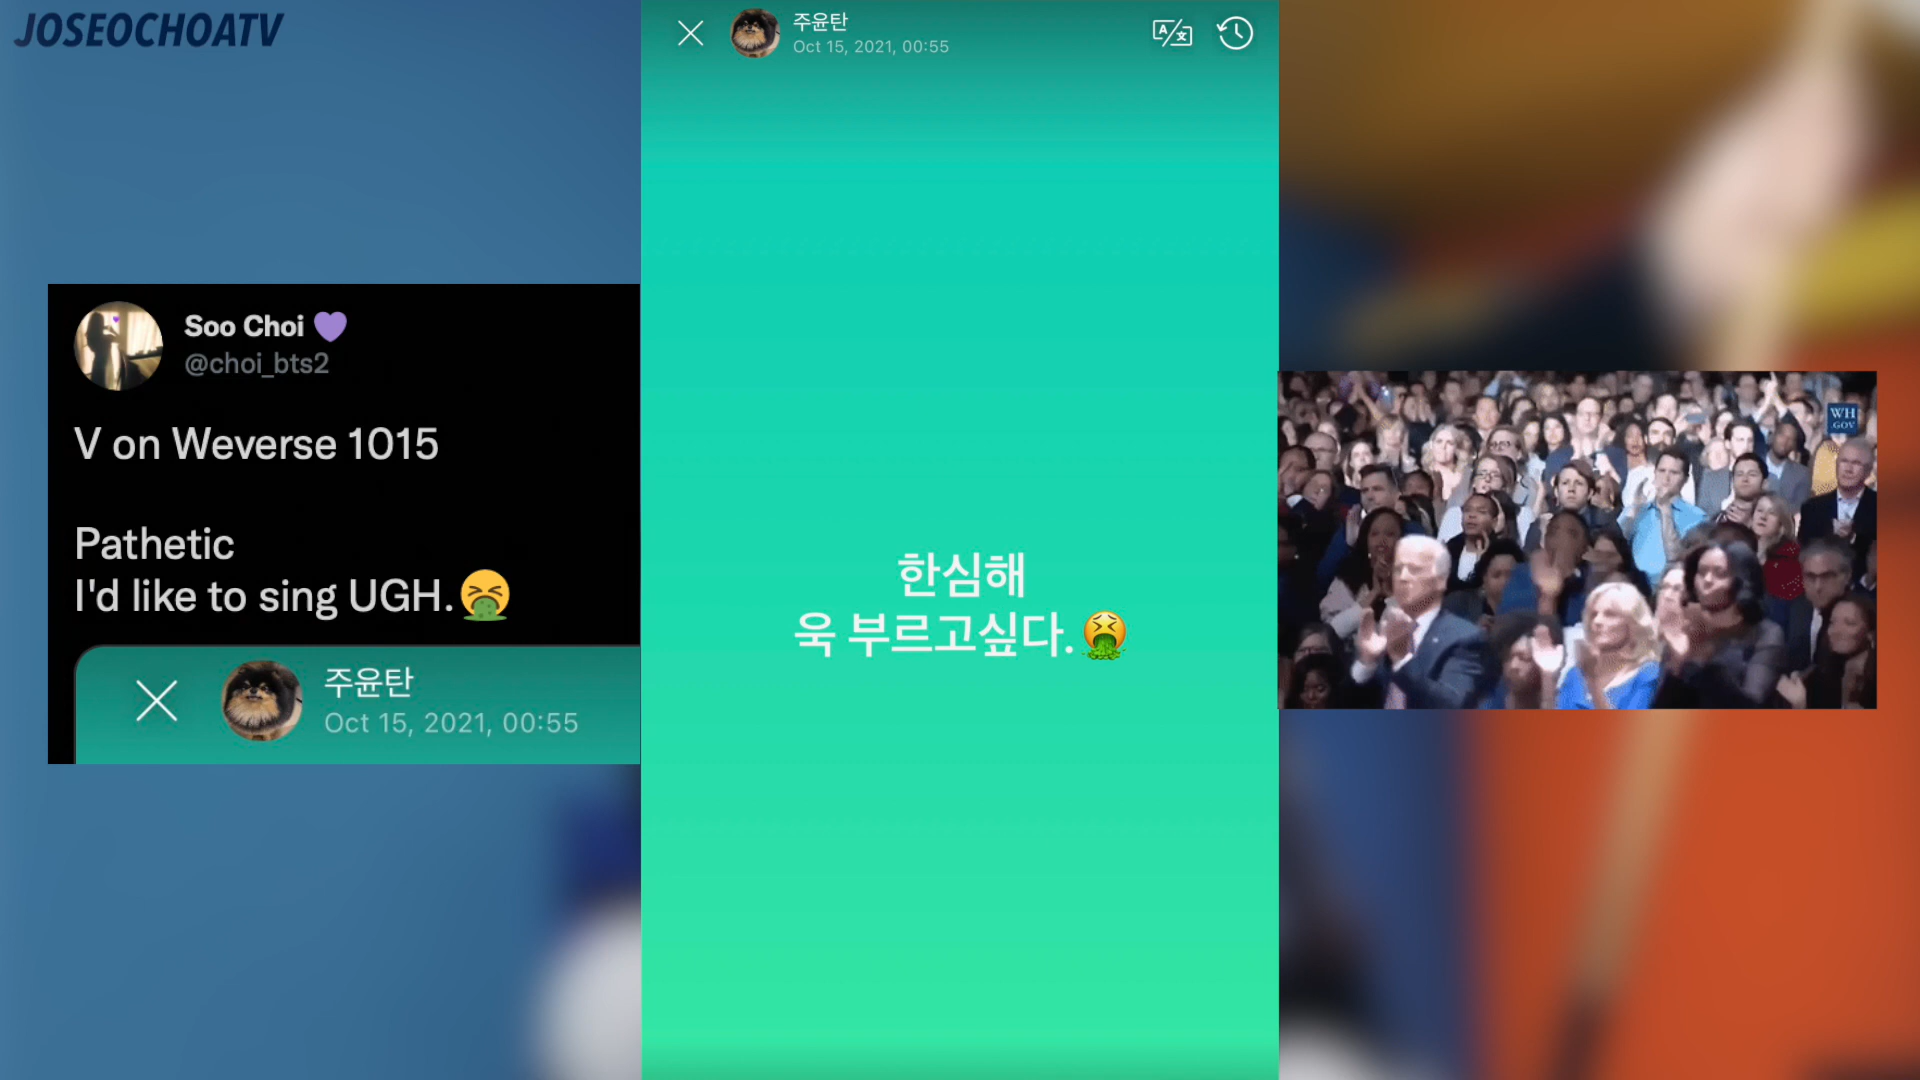 JOSEOCHOATV
Soo Choi 💜
@choi_bts2
V on Weverse 1015
Pathetic
I'd like to sing UGH.🤮
주윤탄
Oct 15, 2021, 00:55
주윤탄
Oct 15, 2021, 00:55
A/文
한심해
욱 부르고싶다.🤮
WH
.GOV